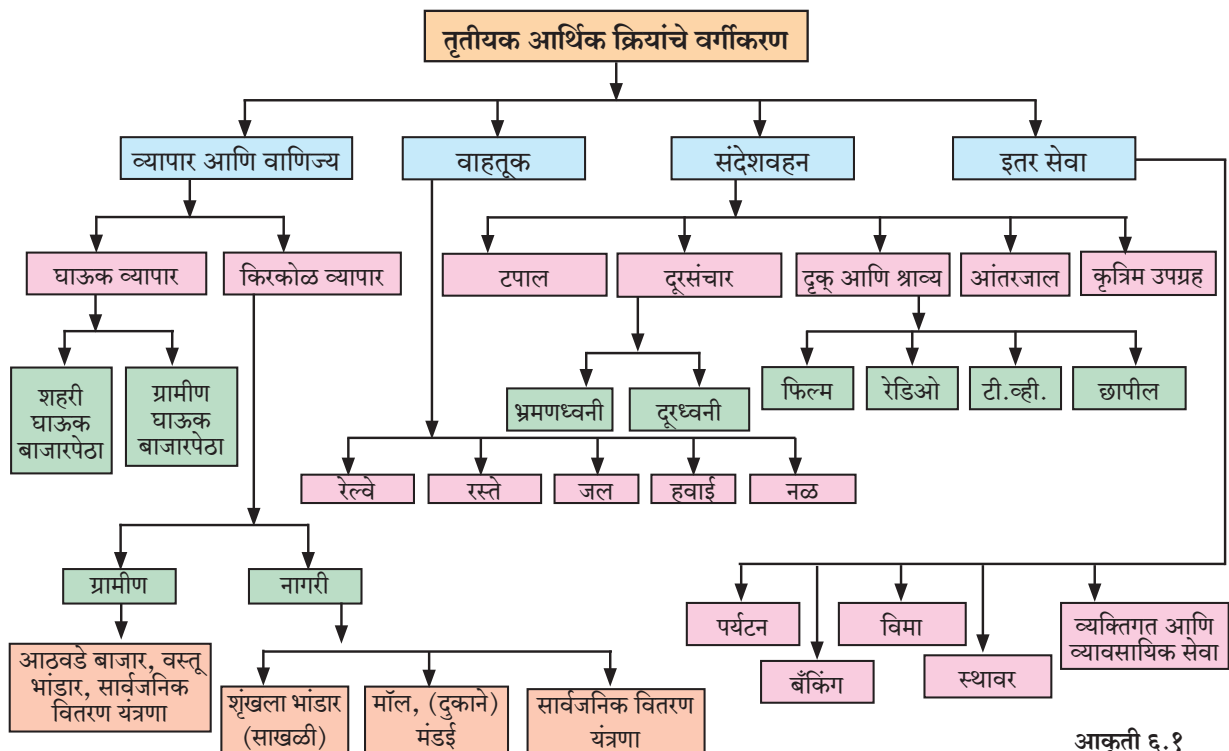 तृतीयक आर्थिक क्रियांचे वर्गीकरण
व्यापार आणि वाणिज्य
वाहतूक
संदेशवहन
इतर सेवा
घाऊक व्यापार
किरकोळ व्यापार
टपाल
दूरसंचार
दृक् आणि श्राव्य
आंतरजाल
कृत्रिम उपग्रह
शहरी
घाऊक
बाजारपेठा
ग्रामीण
घाऊक
बाजारपेठा
भ्रमणध्वनी
दूरध्वनी
फिल्म
रेडिओ
टी.व्ही.
छापील
रेल्वे
रस्ते
जल
हवाई
नळ
ग्रामीण
नागरी
पर्यटन
बँकिंग
विमा
स्थावर
व्यक्तिगत आणि
व्यावसायिक सेवा
आठवडे बाजार, वस्तू
भांडार, सार्वजनिक
वितरण यंत्रणा
शृंखला भांडार
(साखळी)
मॉल, (दुकाने)
मंडई
सार्वजनिक वितरण
यंत्रणा
आकृती ६.१